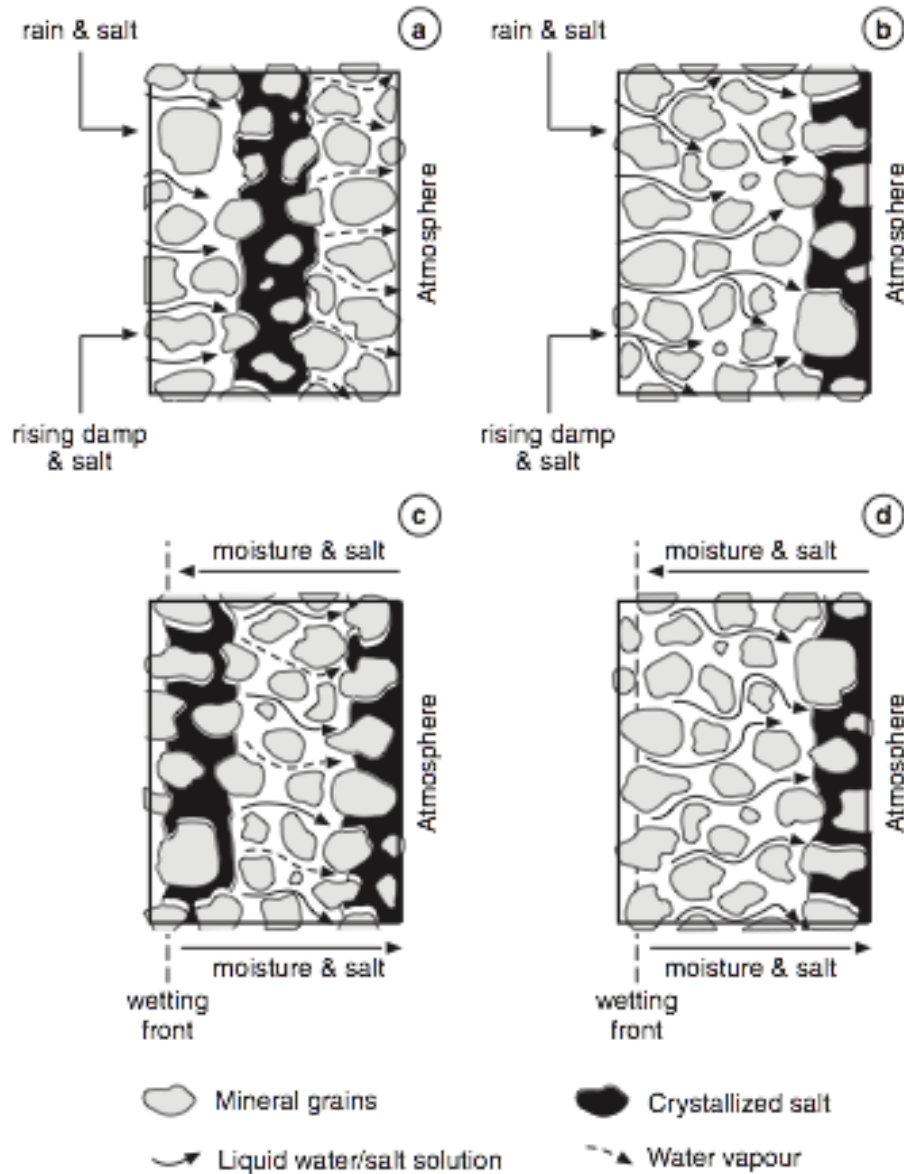 rain & salt
a
rain & salt
b
Atmosphere
Atmosphere
rising damp
& salt
rising damp
& salt
c
d
moisture & salt
moisture & salt
Atmosphere
Atmosphere
moisture & salt
moisture & salt
wetting
front
wetting
front
Mineral grains
Crystallized salt
Liquid water/salt solution
Water vapour